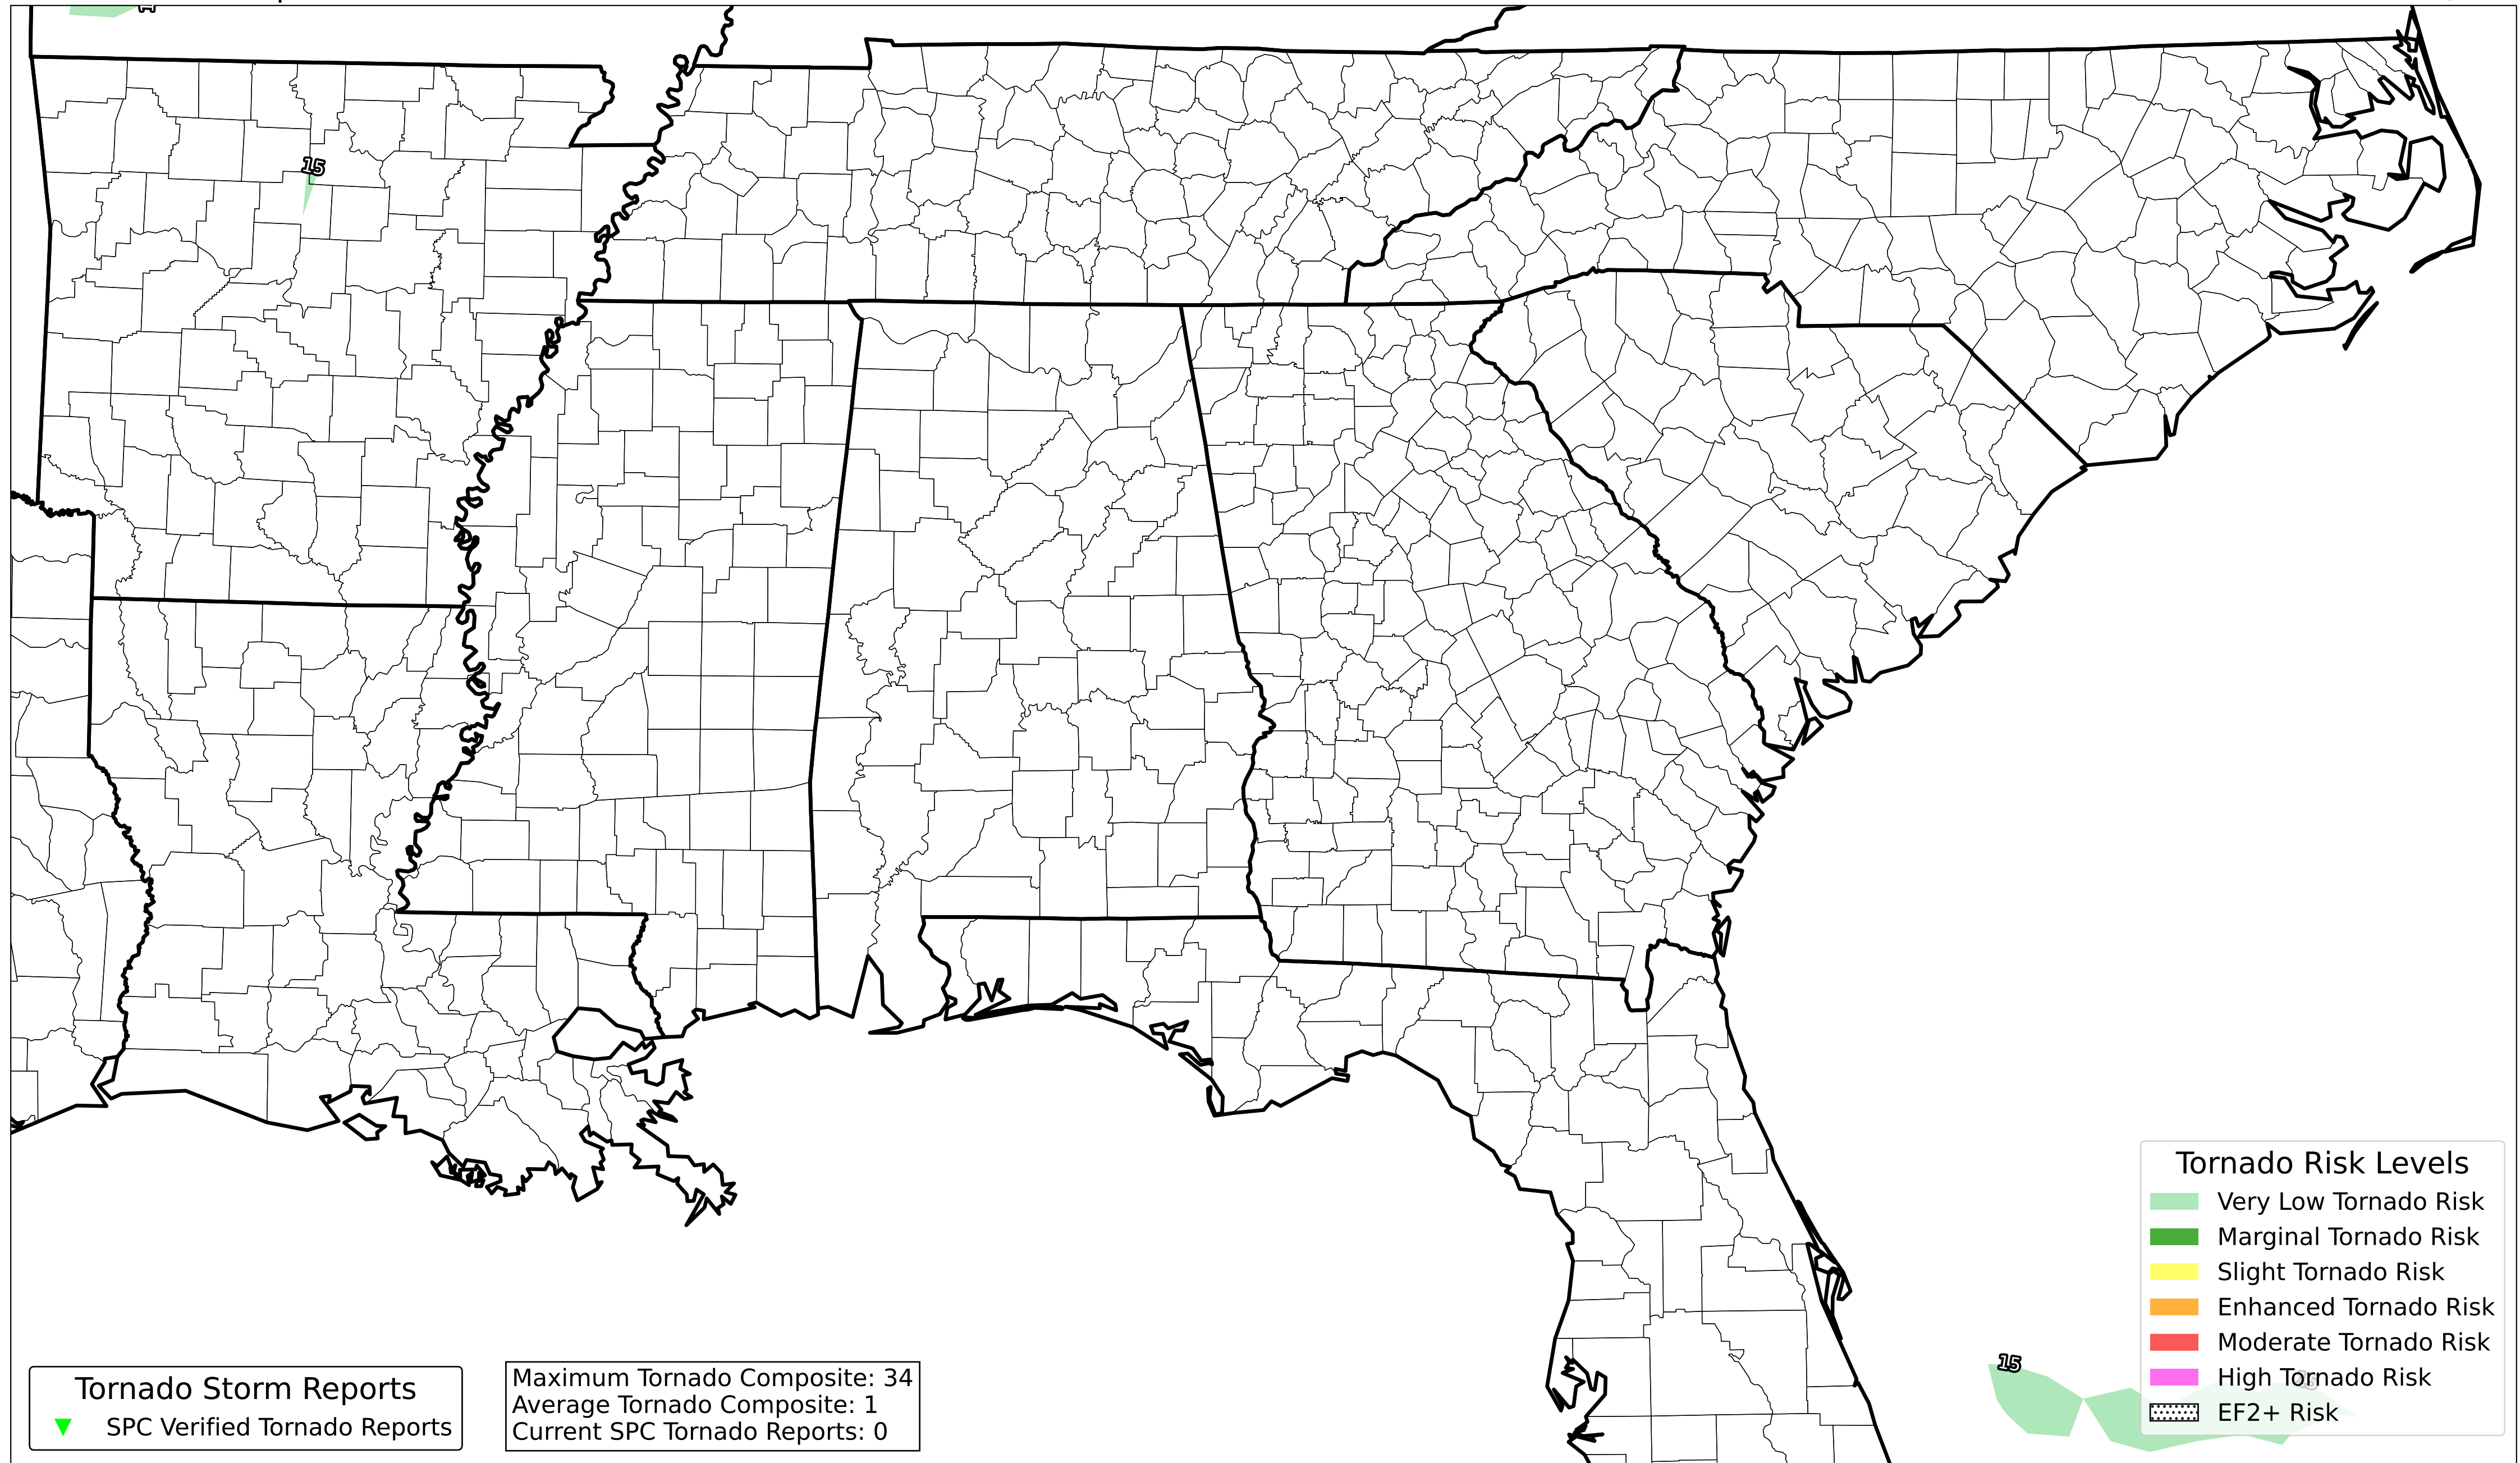 15
15
Tornado Risk Levels
Very Low Tornado Risk
Marginal Tornado Risk
Slight Tornado Risk
Enhanced Tornado Risk
Moderate Tornado Risk
High Tornado Risk
EF2+ Risk
Tornado Storm Reports
SPC Verified Tornado Reports
Maximum Tornado Composite: 34
Average Tornado Composite: 1
Current SPC Tornado Reports: 0